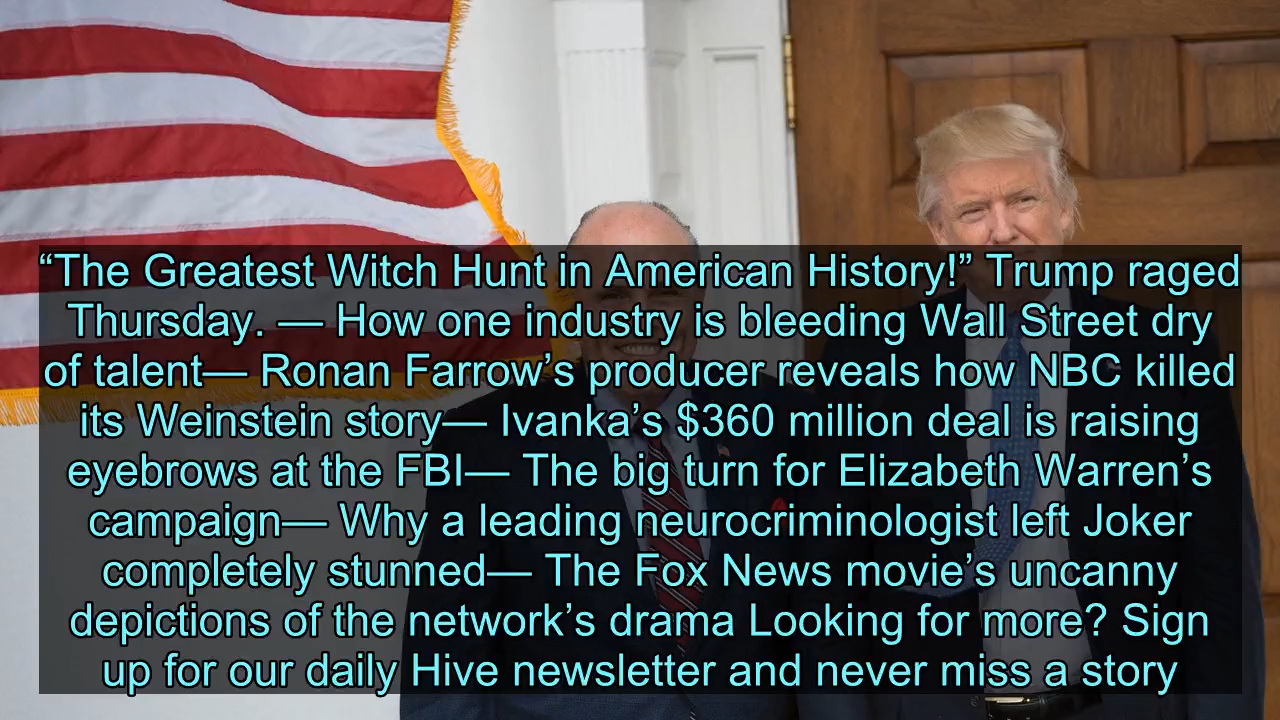 “The Greatest Witch Hunt in American History!” Trump raged
Thursday. — How one industry is bleeding Wall Street dry
of talent— Ronan Farrow’s producer reveals how NBC killed
its Weinstein story— Ivanka’s $360 million deal is raising
eyebrows at the FBI— The big turn for Elizabeth Warren’s
campaign— Why a leading neurocriminologist left Joker
completely stunned— The Fox News movie’s uncanny
depictions of the network’s drama Looking for more? Sign
up for our daily Hive newsletter and never miss a story